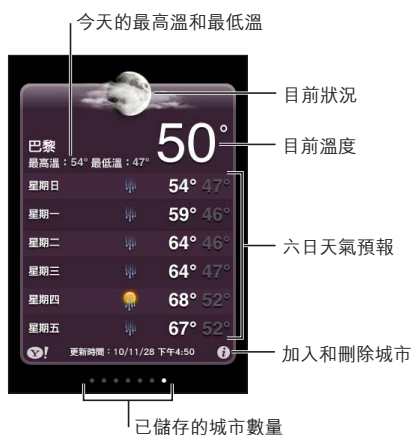 今天的最高溫和最低溫
目前狀況
巴黎
最高溫：54° 最低溫：47°
50°
目前溫度
星期日 54° 47°
星期一 59° 46°
星期二 64° 46°
星期三 64° 47°
星期四 68° 52°
星期五 67° 52°
六日天氣預報
Y! 更新時間：10/11/28 下午4:50 i
加入和刪除城市
已儲存的城市數量